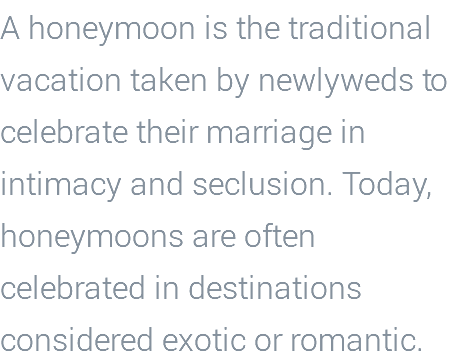 A honeymoon is the traditional
vacation taken by newlyweds to
celebrate their marriage in
intimacy and seclusion. Today,
honeymoons are often
celebrated in destinations
considered exotic or romantic.